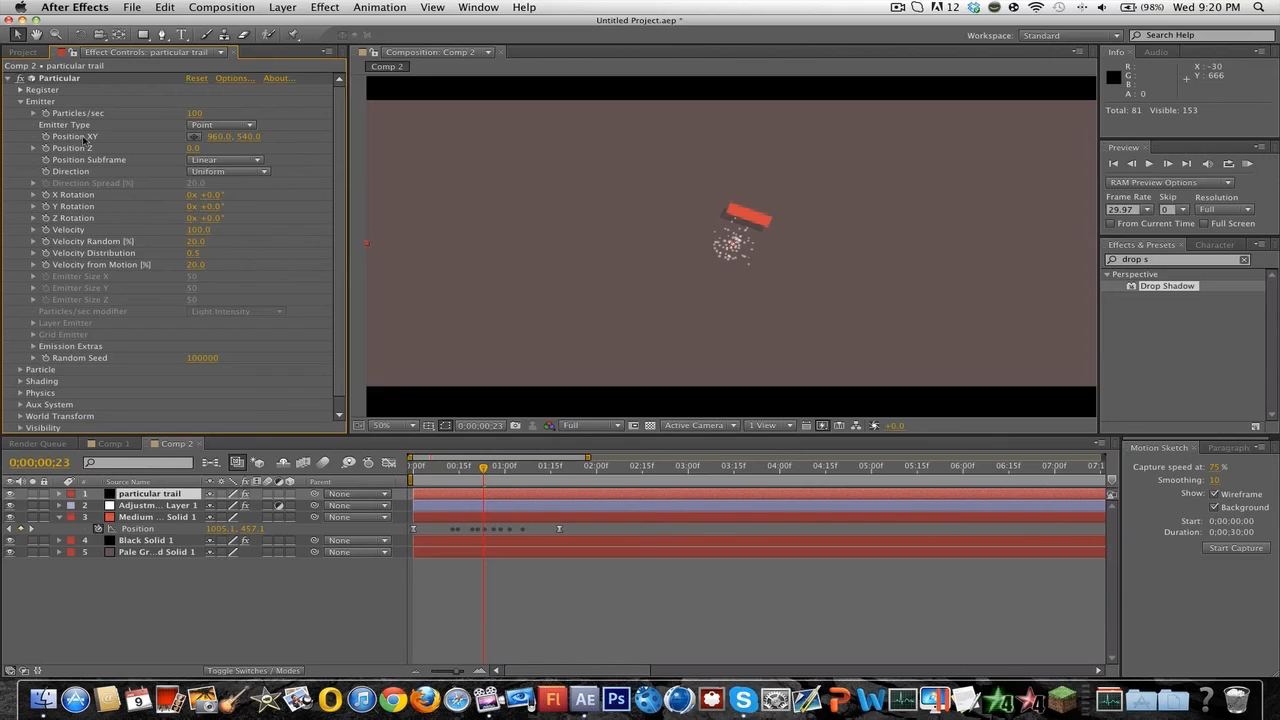 After Effects File Edit Composition Layer Effect Animation View Window Help 12 (98%) Wed 9:20 PM
Untitled Project.aep *
Workspace: Standard Search Help
Project Effect Controls: particular trail Composition: Comp 2 Info Audio
Comp 2 • particular trail
Comp 2
Particular Reset Options... About...
Register
Emitter
Particles/sec 100
Emitter Type Point
Position XY 960.0, 540.0
Position Z 0.0
Position Subframe Linear
Direction Uniform
Direction Spread [%] 20.0
X Rotation 0x +0.0°
Y Rotation 0x +0.0°
Z Rotation 0x +0.0°
Velocity 100.0
Velocity Random [%] 20.0
Velocity Distribution 0.5
Velocity from Motion [%] 20.0
Emitter Size X 50
Emitter Size Y 50
Emitter Size Z 50
Particles/sec modifier Light Intensity
Layer Emitter
Grid Emitter
Emission Extras
Random Seed 100000
Particle
Shading
Physics
Aux System
World Transform
Visibility
50% 0;00;00;23 Full Active Camera 1 View +0.0
R : X : -30
G : Y : 666
B :
A : 0
Total: 81 Visible: 153
Preview
RAM Preview Options
Frame Rate Skip Resolution
29.97 0 Full
From Current Time Full Screen
Effects & Presets Character
drop s
Perspective
Drop Shadow
Render Queue Comp 1 Comp 2
0;00;00;23
:00f 00:15f 01:00f 01:15f 02:00f 02:15f 03:00f 03:15f 04:00f 04:15f 05:00f 05:15f 06:00f 06:15f 07:00f 07:1
# Source Name Parent
1 particular trail None
2 Adjustm... Layer 1 None
3 Medium ... Solid 1 None
Position 1005.1, 457.1
4 Black Solid 1 None
5 Pale Gr...d Solid 1 None
Toggle Switches / Modes
Motion Sketch Paragraph
Capture speed at: 75 %
Smoothing: 10
Show: Wireframe
Background
Start: 0;00;00;00
Duration: 0;00;30;00
Start Capture